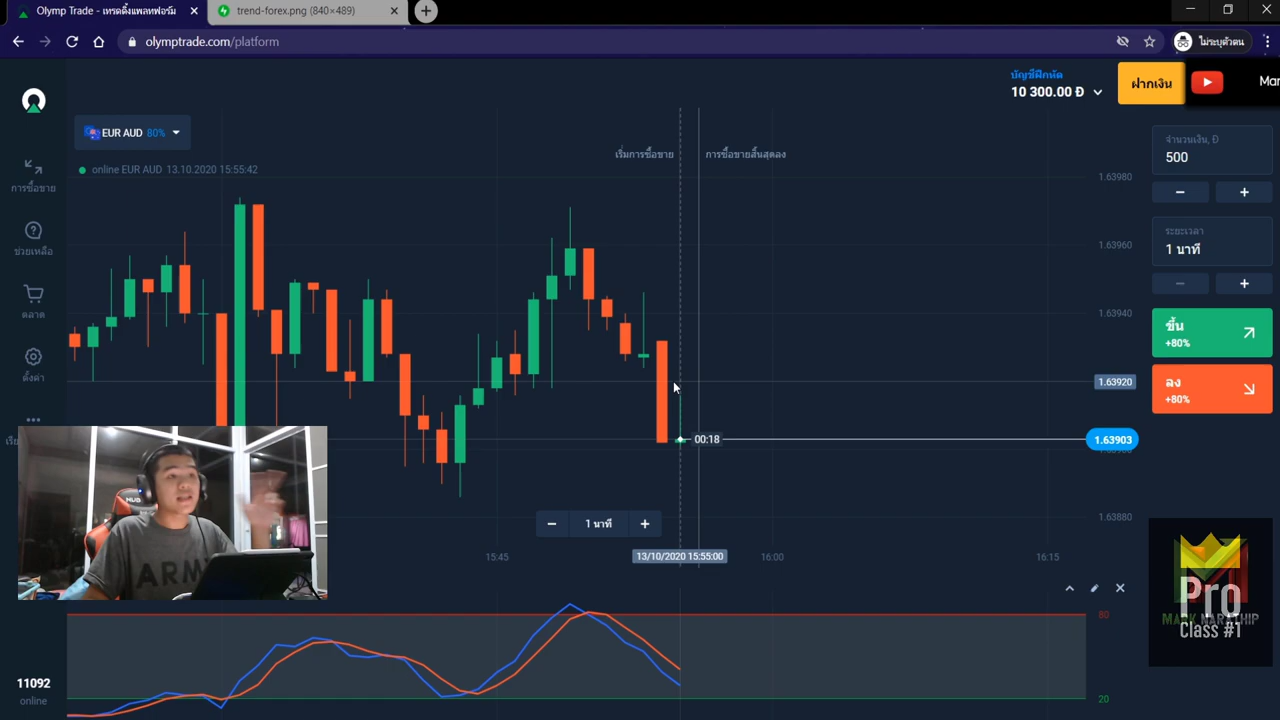 Olymp Trade - เทรดดิ้งแพลทฟอร์ม
trend-forex.png (840×489)
olymptrade.com/platform
ไม่ระบุตัวตน
บัญชีฝึกหัด
10 300.00 Đ
ฝากเงิน
Mar
EUR AUD 80%
online EUR AUD 13.10.2020 15:55:42
เริ่มการซื้อขาย
การซื้อขายสิ้นสุดลง
การซื้อขาย
ช่วยเหลือ
ตลาด
ตั้งค่า
จำนวนเงิน, Đ
500
ระยะเวลา
1 นาที
ขึ้น
+80%
ลง
+80%
1.63980
1.63960
1.63940
1.63920
1.63903
1.63880
00:18
1 นาที
15:45
13/10/2020 15:55:00
16:00
16:15
80
20
11092
online
ARMY
Pro
MARK NARATHIP
Class #1